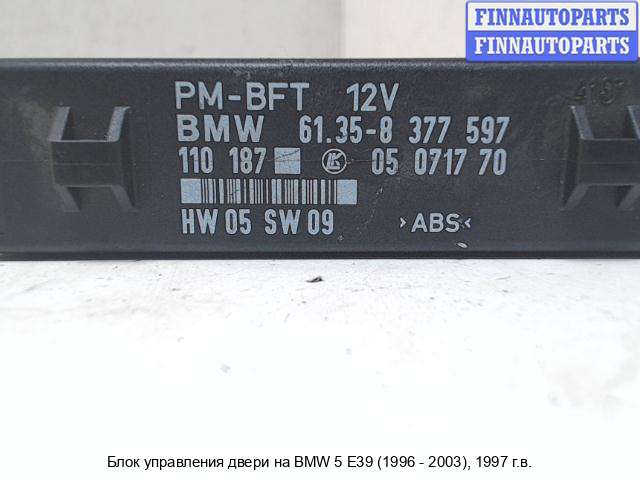 FINNAUTOPARTS
FINNAUTOPARTS
PM-BFT 12V
BMW 61.35-8 377 597
110 187 LK 05 0717 70
HW 05 SW 09 >ABS<
Блок управления двери на BMW 5 E39 (1996 - 2003), 1997 г.в.